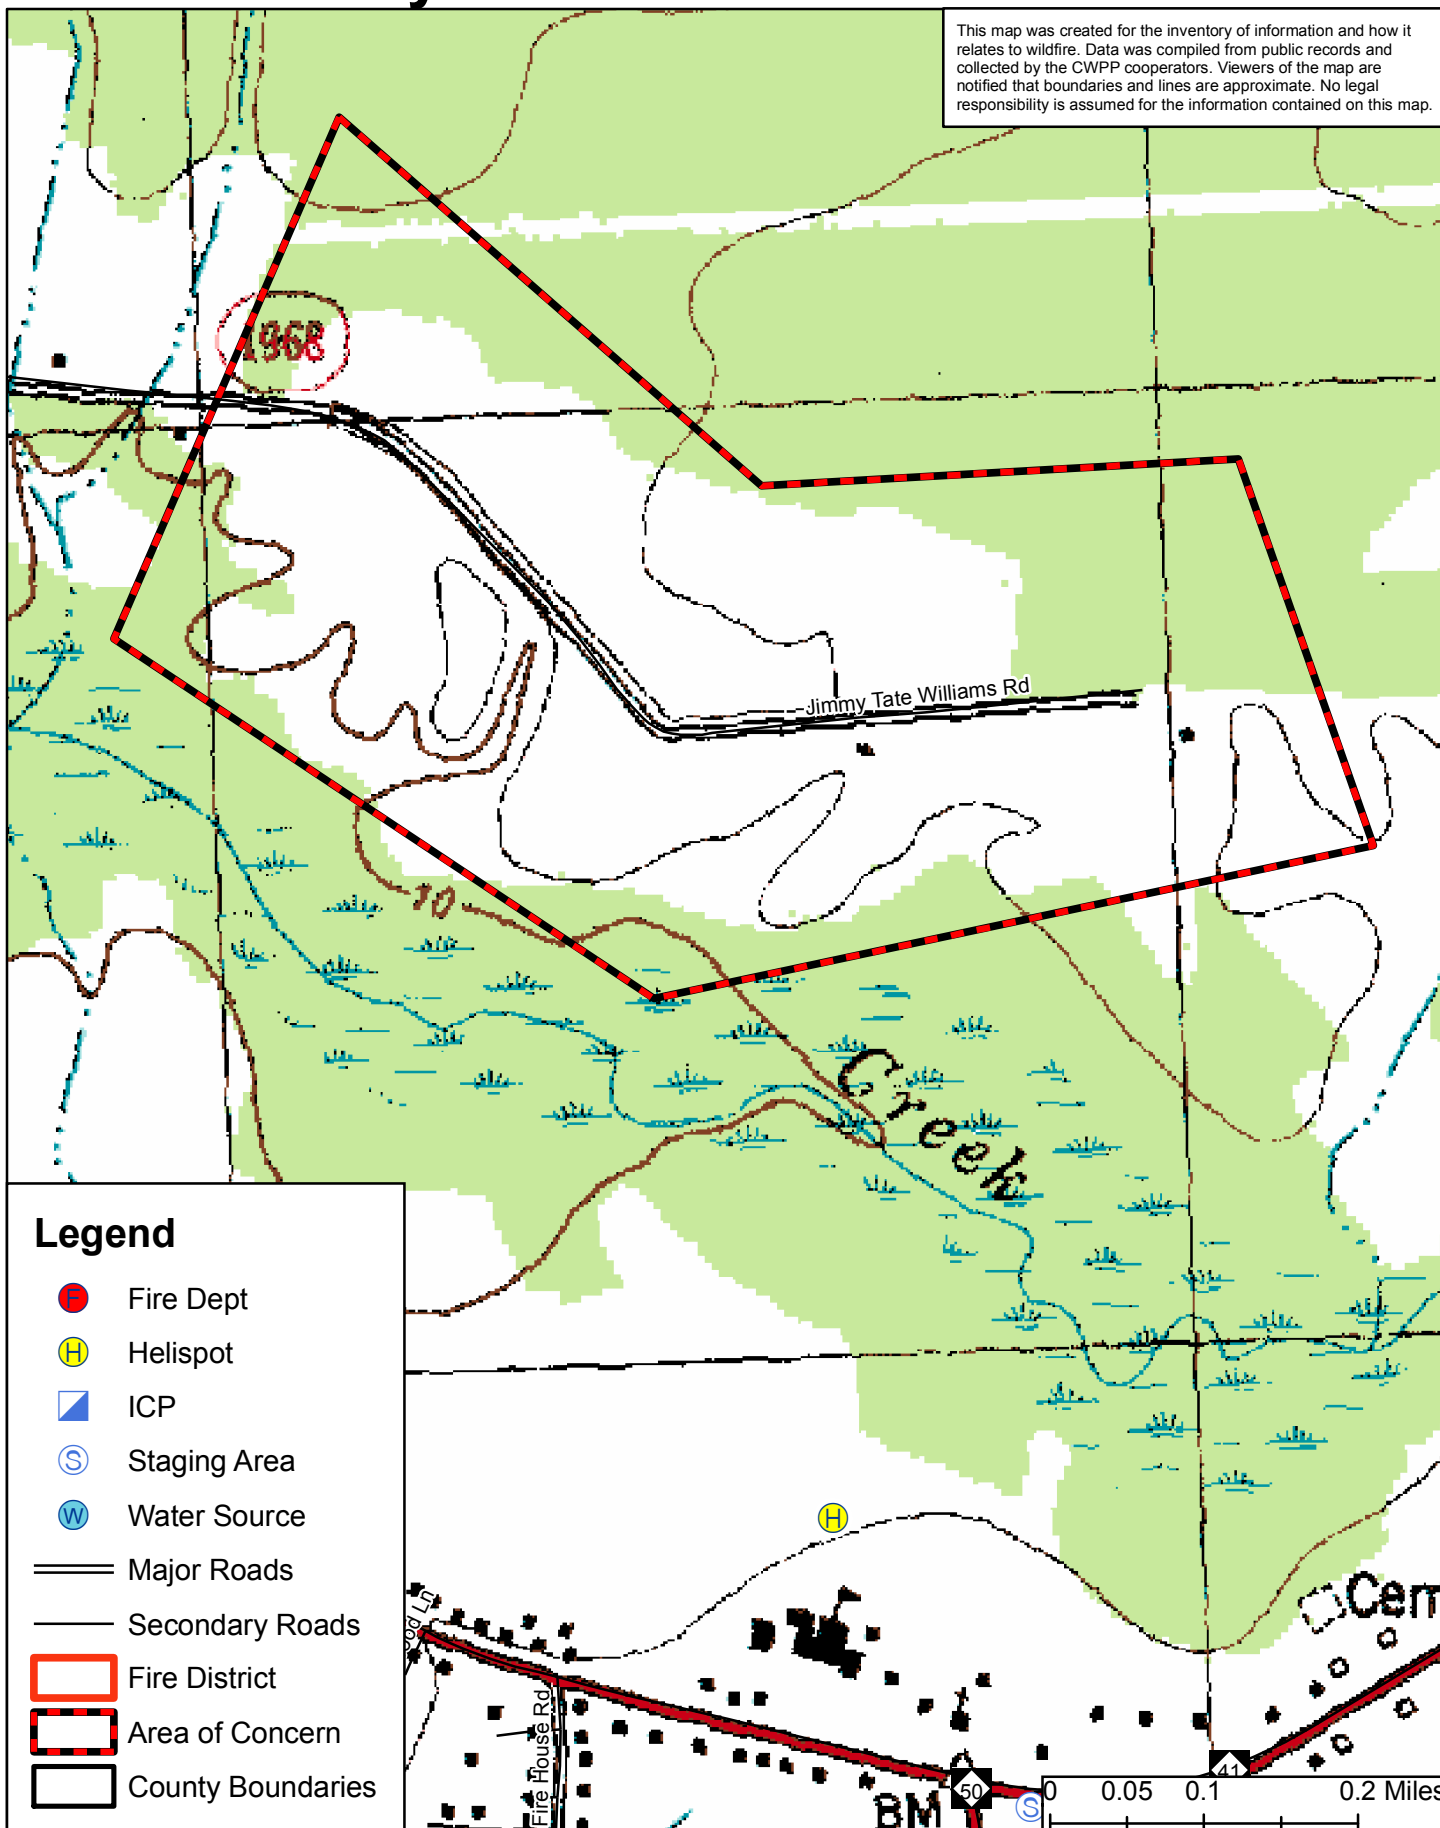 This map was created for the inventory of information and how it
relates to wildfire. Data was compiled from public records and
collected by the CWPP cooperators. Viewers of the map are
notified that boundaries and lines are approximate. No legal
responsibility is assumed for the information contained on this map.
1968
Jimmy Tate Williams Rd
10
Creek
Legend
F Fire Dept
H Helispot
ICP
S Staging Area
W Water Source
Major Roads
Secondary Roads
Fire District
Area of Concern
County Boundaries
H
Cem
ood Ln
Fire House Rd
41
50
BM
S
0 0.05 0.1 0.2 Miles